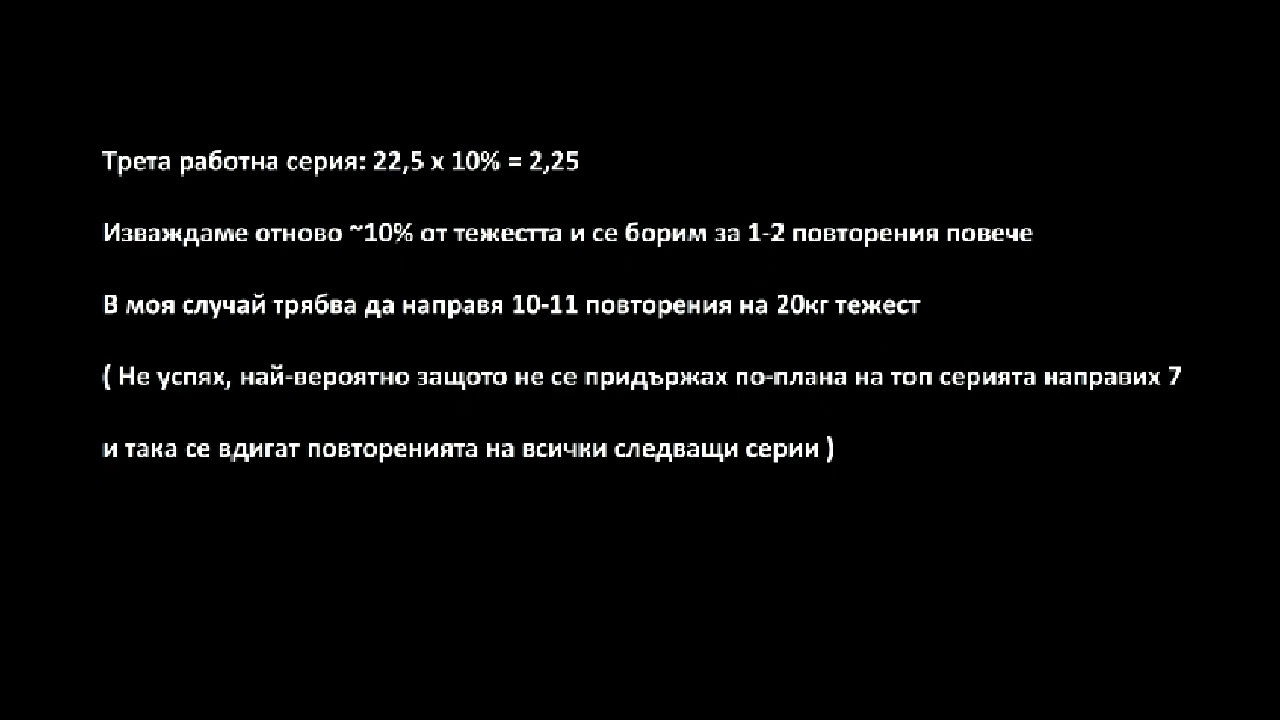 Трета работна серия: 22,5 x 10% = 2,25
Изваждаме отново ~10% от тежестта и се борим за 1-2 повторения повече
В моя случай трябва да направя 10-11 повторения на 20кг тежест
( Не успях, най-вероятно защото не се придържах по-плана на топ серията направих 7
и така се вдигат повторенията на всички следващи серии )